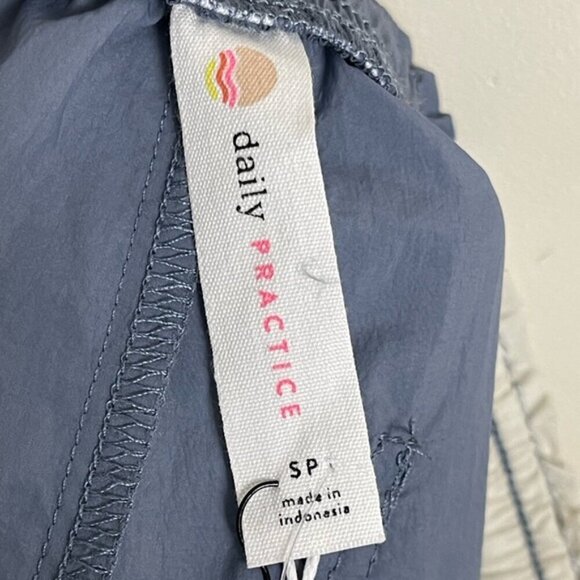 daily PRACTICE
SP
made in
indonesia